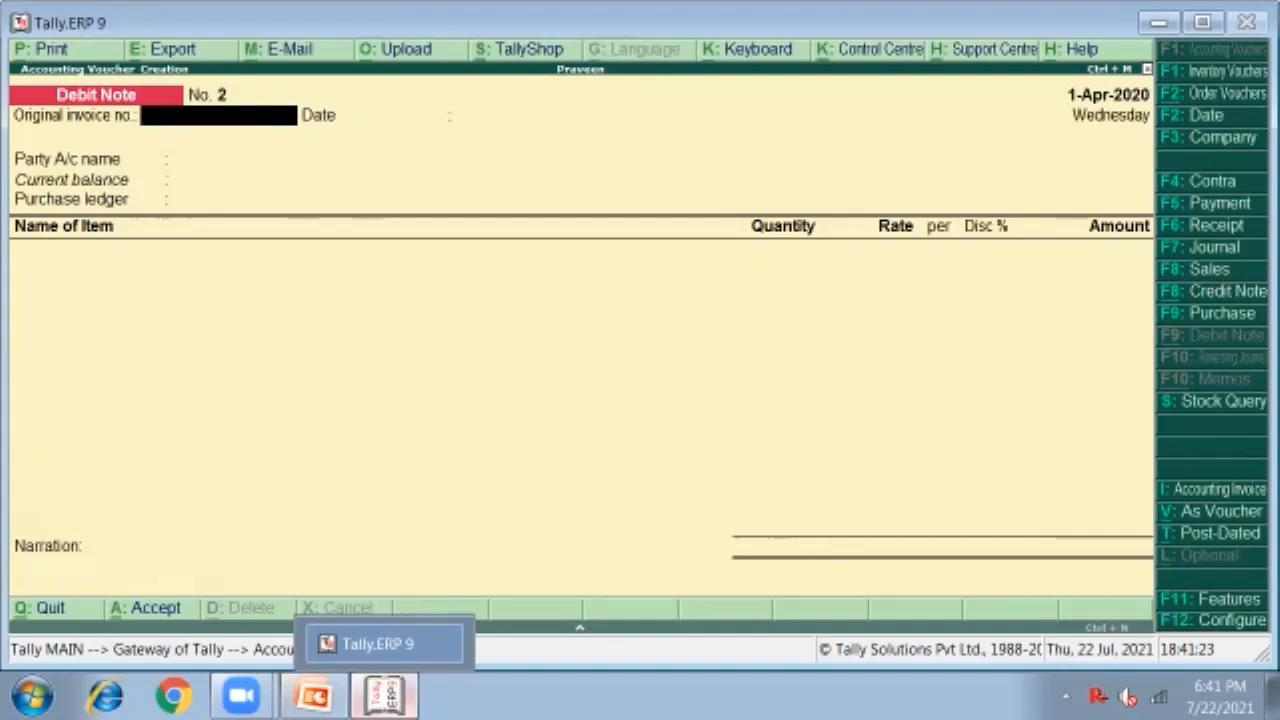 Tally.ERP 9
P: Print E: Export M: E-Mail O: Upload S: TallyShop G: Language K: Keyboard K: Control Centre H: Support Centre H: Help
Accounting Voucher Creation Praveen Ctrl + M
Debit Note No. 2 1-Apr-2020
Original invoice no.: Date : Wednesday
Party A/c name :
Current balance :
Purchase ledger :
Name of Item Quantity Rate per Disc % Amount
Narration:
F1: Accounting Vouchers
F1: Inventory Vouchers
F2: Order Vouchers
F2: Date
F3: Company
F4: Contra
F5: Payment
F6: Receipt
F7: Journal
F8: Sales
F8: Credit Note
F9: Purchase
F9: Debit Note
F10: Reversing Journal
F10: Memos
S: Stock Query
I: Accounting Invoice
V: As Voucher
T: Post-Dated
L: Optional
F11: Features
F12: Configure
Q: Quit A: Accept D: Delete X: Cancel
Ctrl + N
Tally.ERP 9
Tally MAIN --> Gateway of Tally --> Accou © Tally Solutions Pvt Ltd., 1988-20 Thu, 22 Jul, 2021 18:41:23
Tally ERP9
6:41 PM
7/22/2021